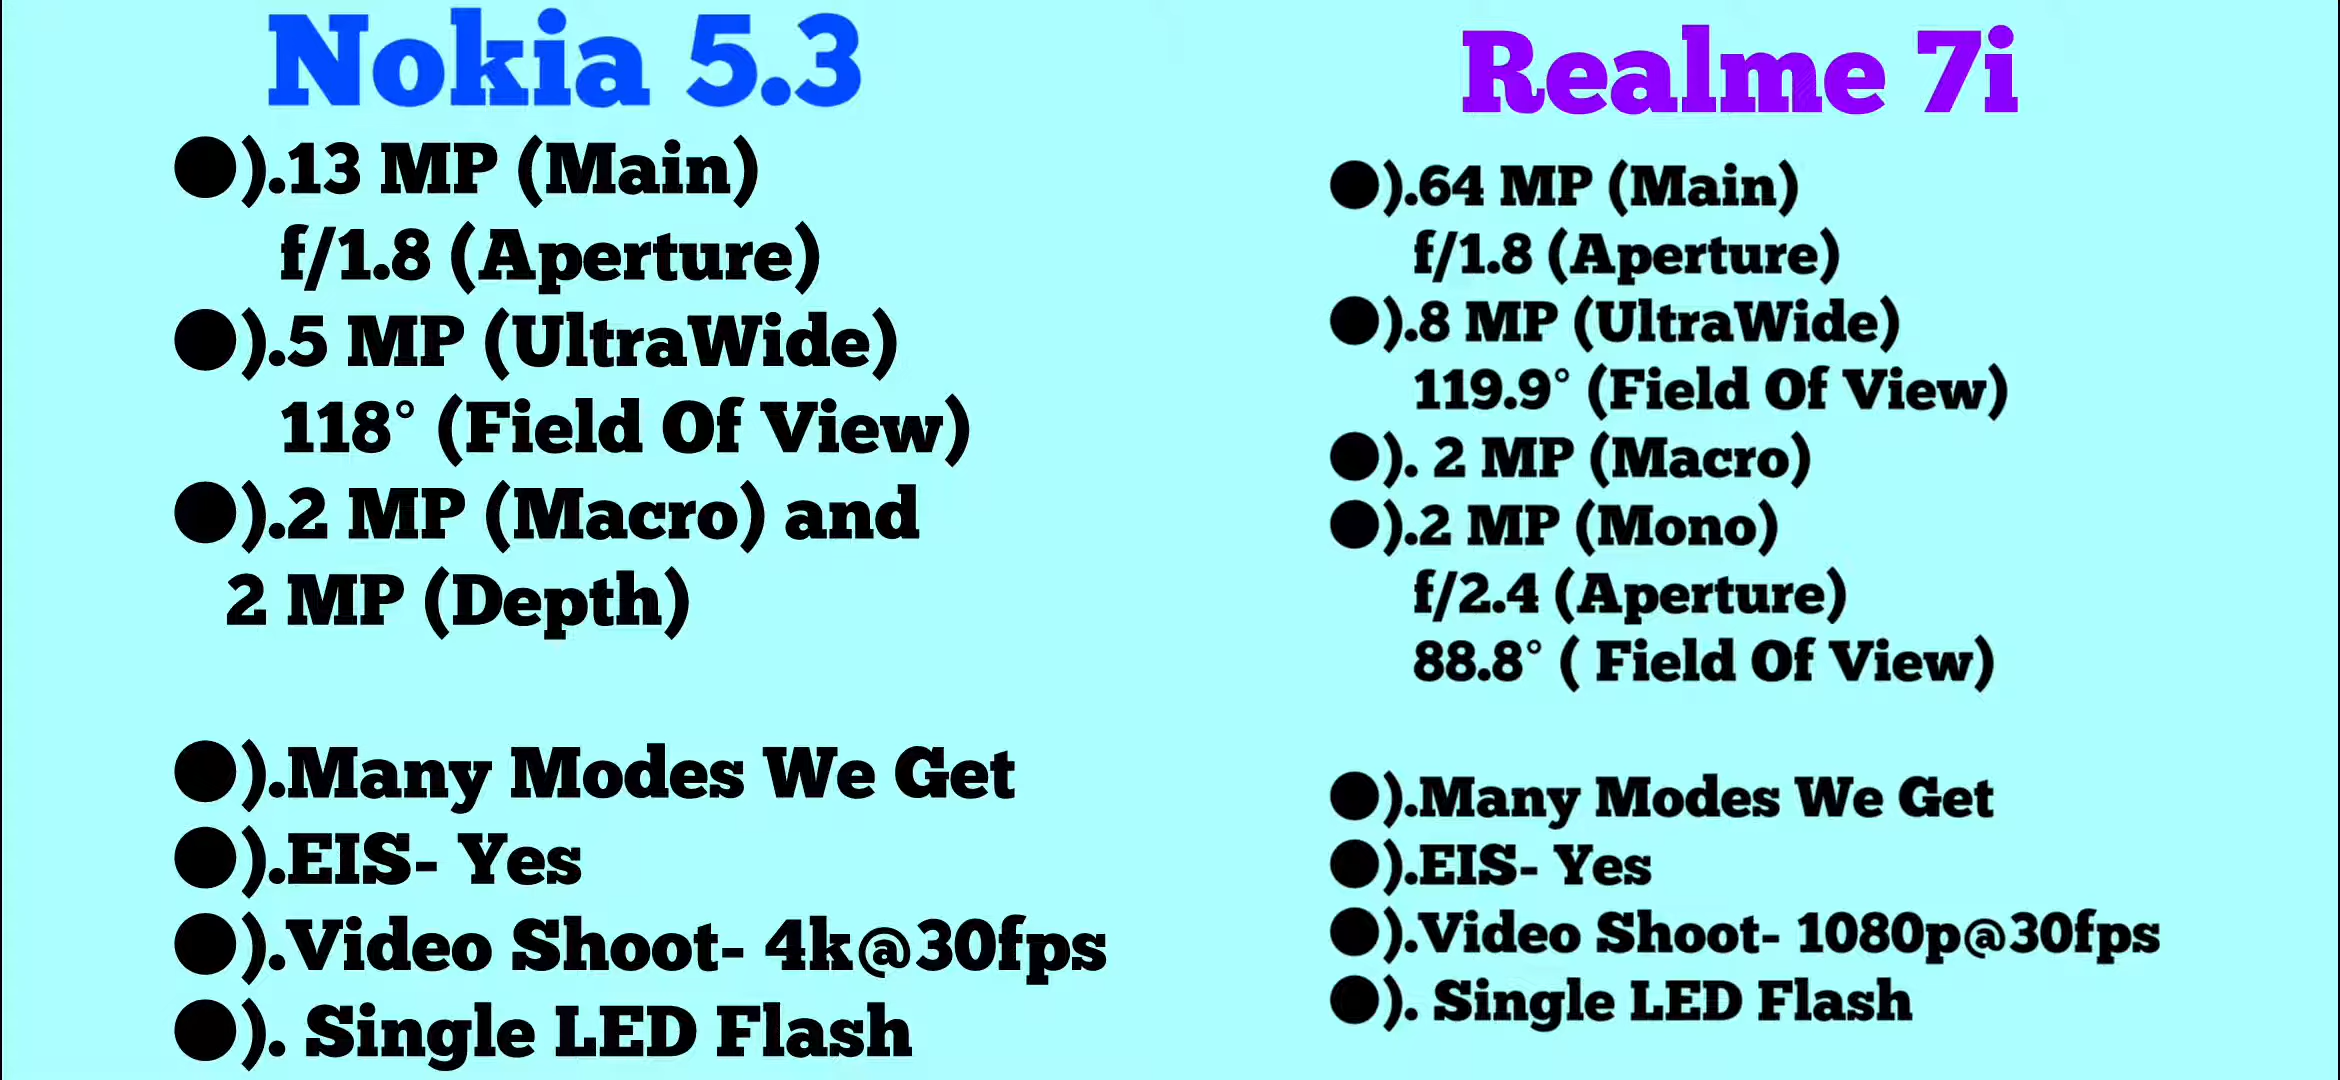 Nokia 5.3
●).13 MP (Main)
f/1.8 (Aperture)
●).5 MP (UltraWide)
118° (Field Of View)
●).2 MP (Macro) and
2 MP (Depth)
●).Many Modes We Get
●).EIS- Yes
●).Video Shoot- 4k@30fps
●). Single LED Flash
Realme 7i
●).64 MP (Main)
f/1.8 (Aperture)
●).8 MP (UltraWide)
119.9° (Field Of View)
●). 2 MP (Macro)
●).2 MP (Mono)
f/2.4 (Aperture)
88.8° ( Field Of View)
●).Many Modes We Get
●).EIS- Yes
●).Video Shoot- 1080p@30fps
●). Single LED Flash